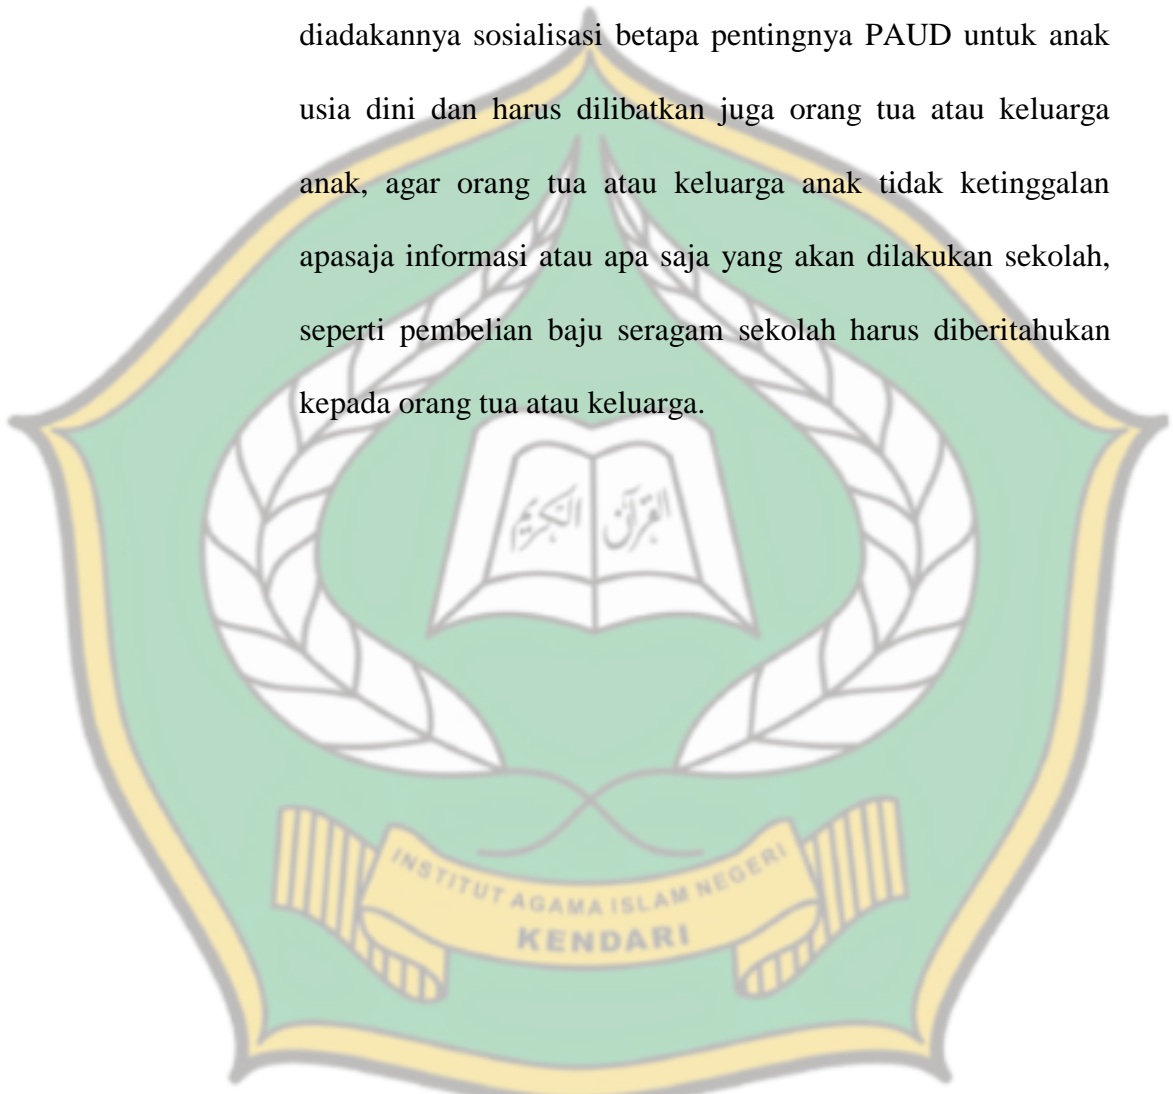 diadakannya sosialisasi betapa pentingnya PAUD untuk anak
usia dini dan harus dilibatkan juga orang tua atau keluarga
anak, agar orang tua atau keluarga anak tidak ketinggalan
apasaja informasi atau apa saja yang akan dilakukan sekolah,
seperti pembelian baju seragam sekolah harus diberitahukan
kepada orang tua atau keluarga.
القرآن الكريم
INSTITUT AGAMA ISLAM NEGERI
KENDARI